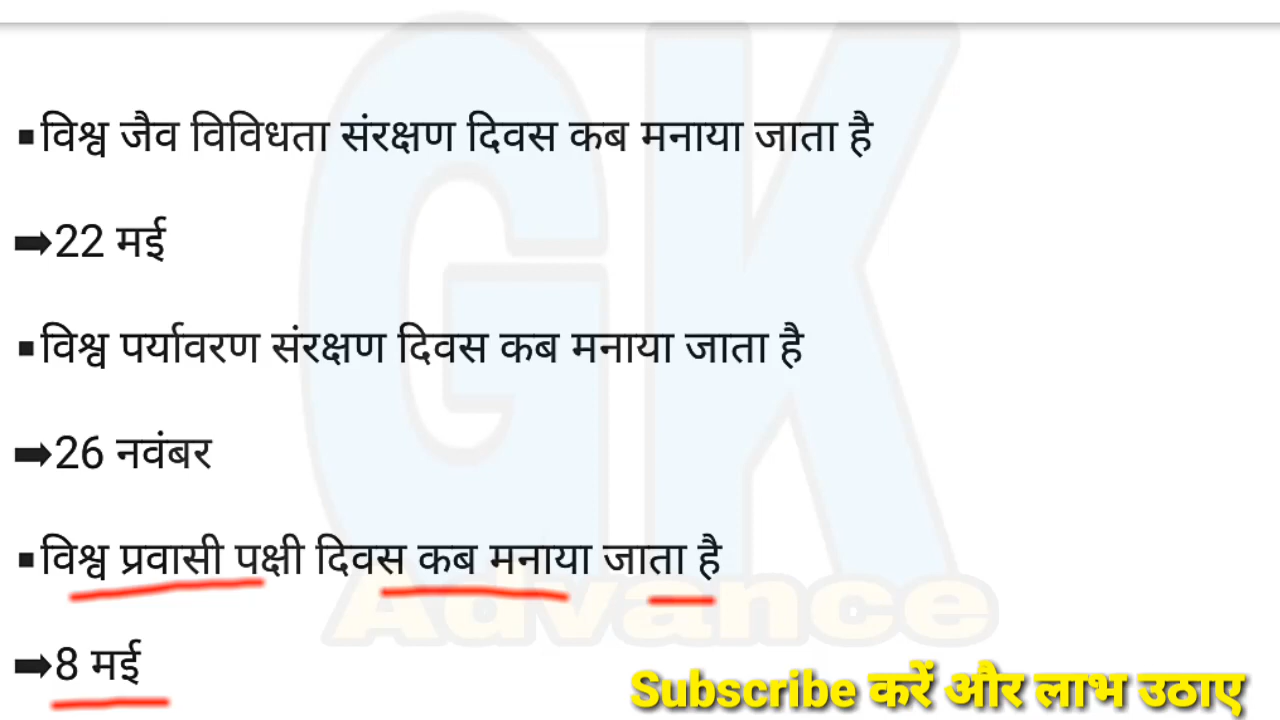 ▪विश्व जैव विविधता संरक्षण दिवस कब मनाया जाता है
➡22 मई
▪विश्व पर्यावरण संरक्षण दिवस कब मनाया जाता है
➡26 नवंबर
▪विश्व प्रवासी पक्षी दिवस कब मनाया जाता है
➡8 मई
GK
Advance
Subscribe करें और लाभ उठाए